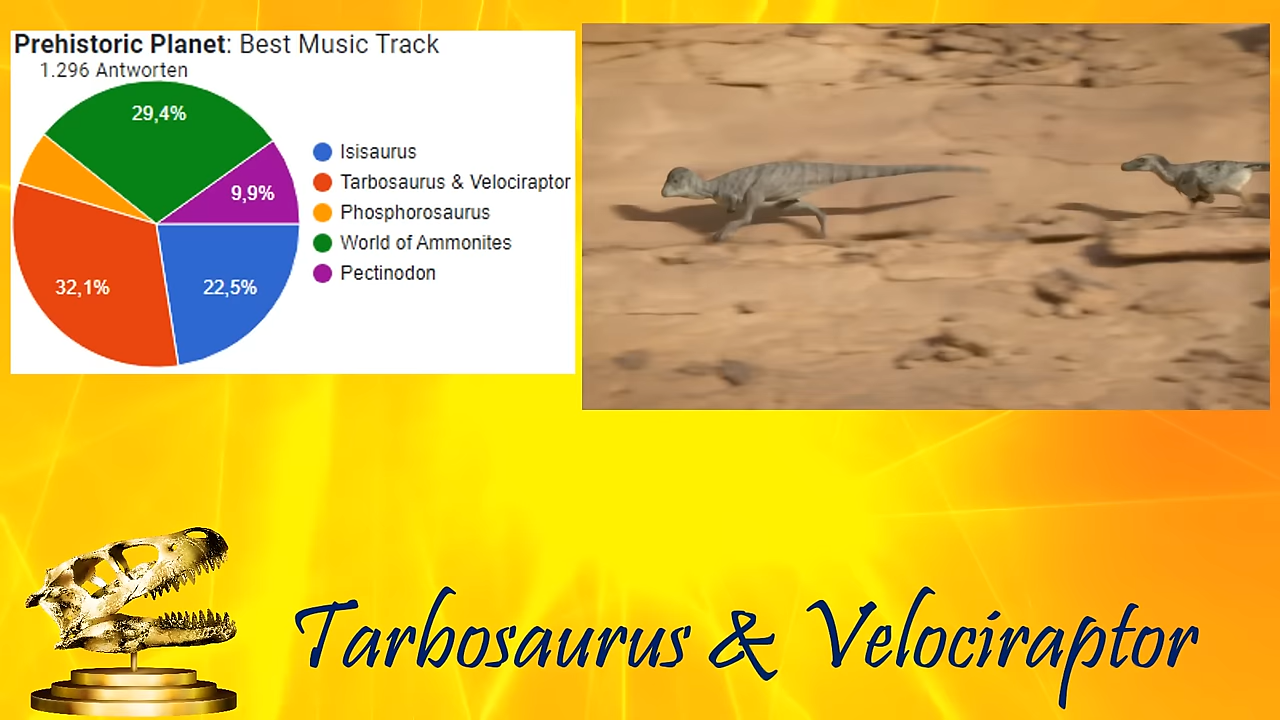 Prehistoric Planet: Best Music Track
1.296 Antworten
29,4%
9,9%
32,1%
22,5%
Isisaurus
Tarbosaurus & Velociraptor
Phosphorosaurus
World of Ammonites
Pectinodon
Tarbosaurus & Velociraptor